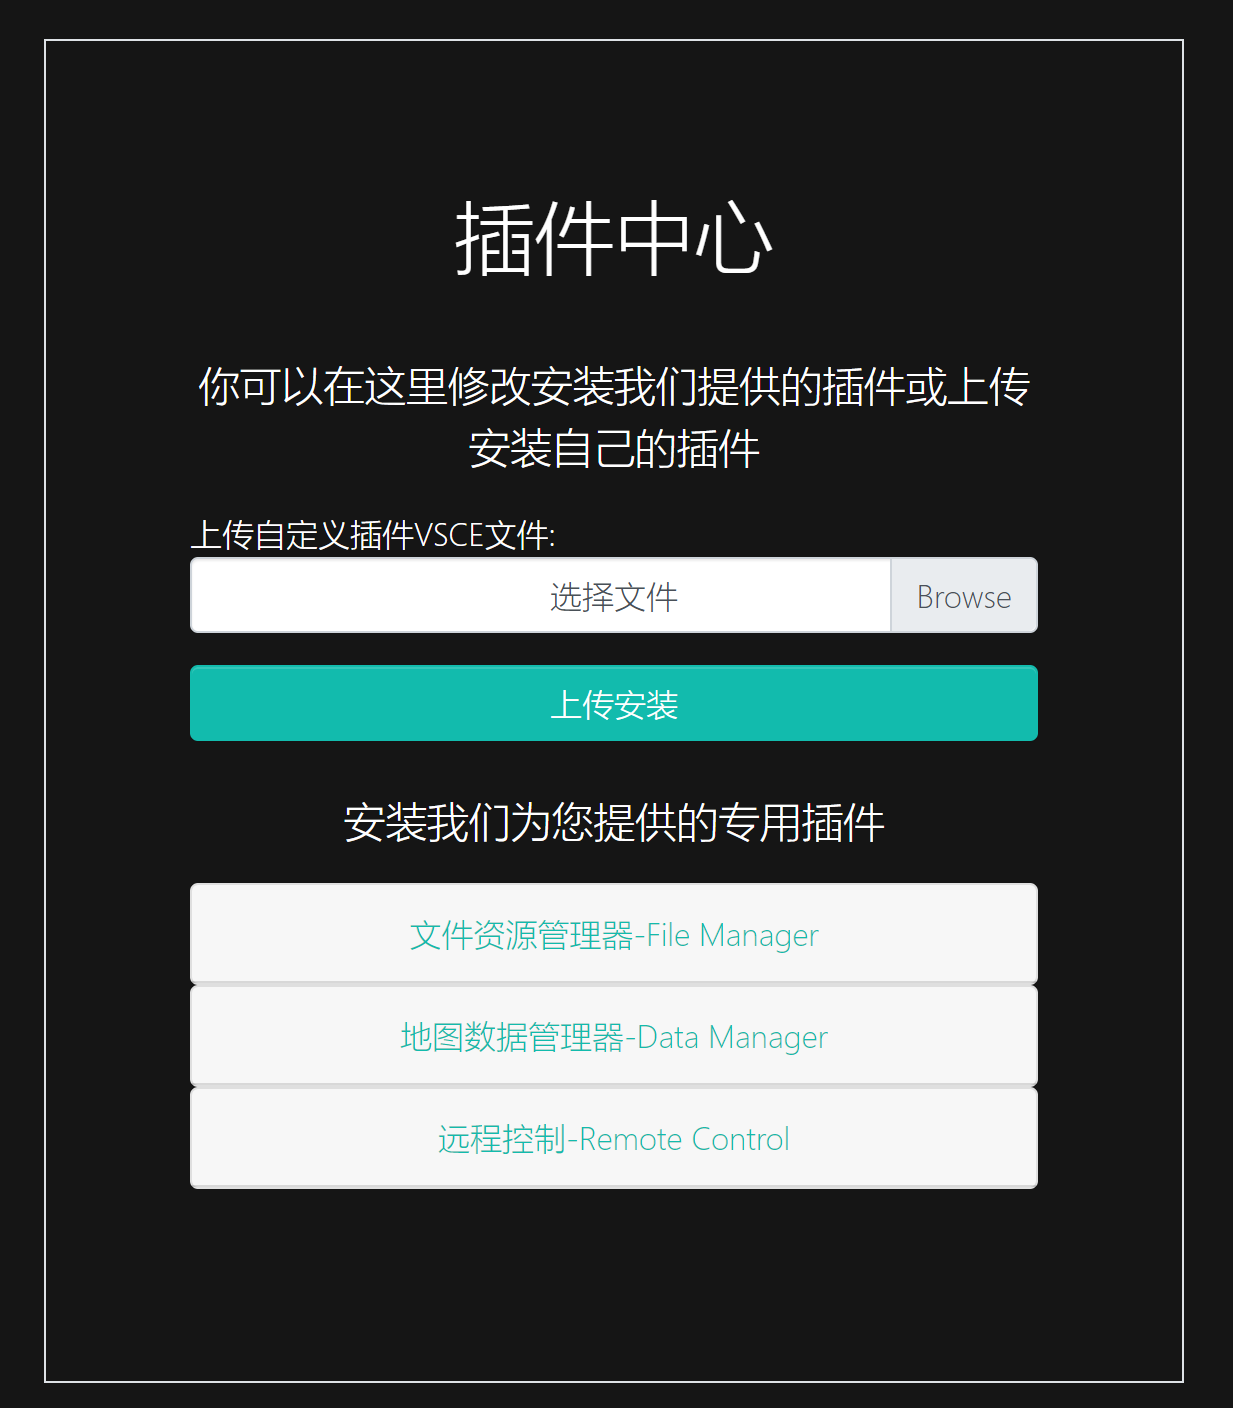 插件中心
你可以在这里修改安装我们提供的插件或上传
安装自己的插件
上传自定义插件VSCE文件:
选择文件
Browse
上传安装
安装我们为您提供的专用插件
文件资源管理器-File Manager
地图数据管理器-Data Manager
远程控制-Remote Control